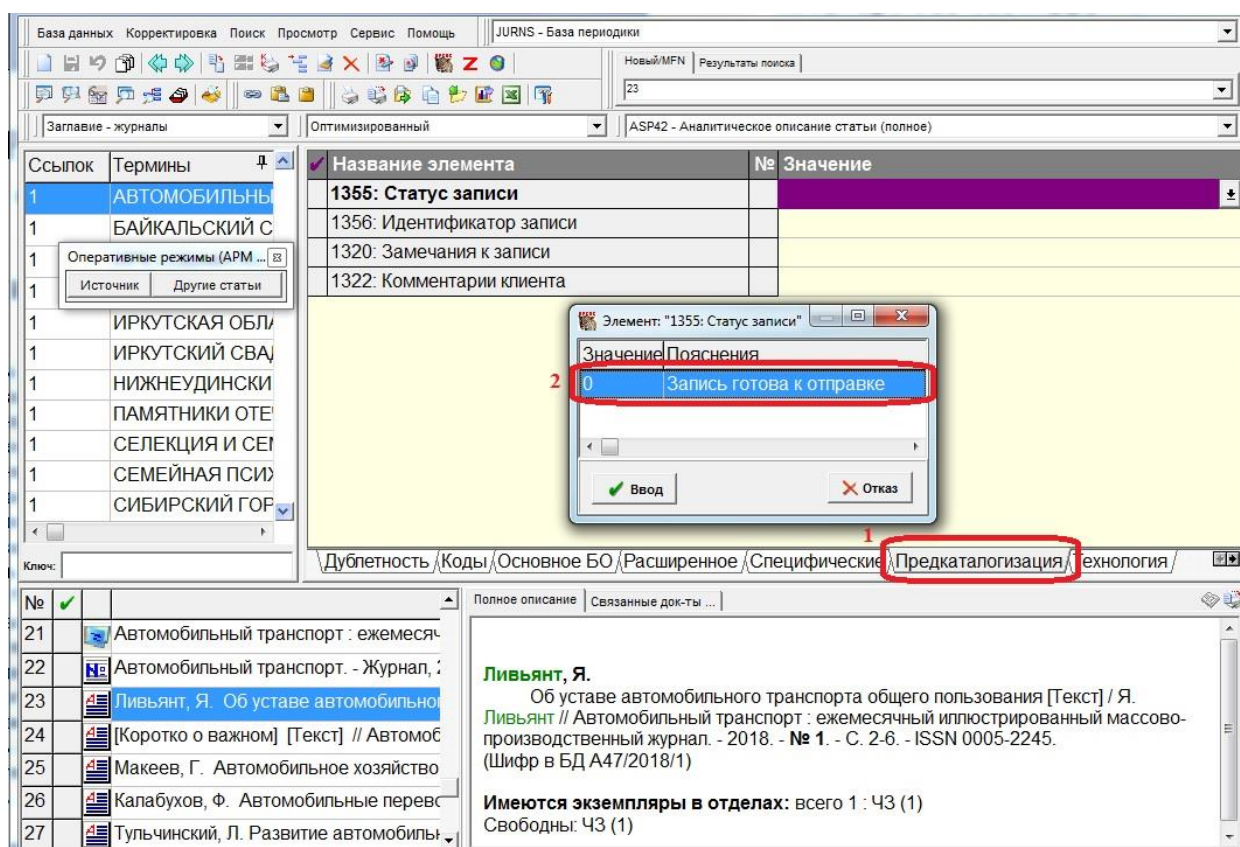 База данных Корректировка Поиск Просмотр Сервис Помощь
JURNS - База периодики
Новый/MFN Результаты поиска
23
Заглавие - журналы
Оптимизированный
ASP42 - Аналитическое описание статьи (полное)
Ссылок Термины
Название элемента № Значение
1 АВТОМОБИЛЬНЫ
1355: Статус записи
1 БАЙКАЛЬСКИЙ С
1356: Идентификатор записи
1
Оперативные режимы (АРМ ...
1320: Замечания к записи
1
Источник Другие статьи
1322: Комментарии клиента
1 ИРКУТСКАЯ ОБЛА
1 ИРКУТСКИЙ СВАД
1 НИЖНЕУДИНСКИ
1 ПАМЯТНИКИ ОТЕЧ
1 СЕЛЕКЦИЯ И СЕМ
1 СЕМЕЙНАЯ ПСИХ
1 СИБИРСКИЙ ГОР
Ключ:
Элемент: "1355: Статус записи"
Значение Пояснения
2
0 Запись готова к отправке
Ввод Отказ
1
Дублетность Коды Основное БО Расширенное Специфические Предкаталогизация Технология
№
21 Автомобильный транспорт : ежемесяч
22 Автомобильный транспорт. - Журнал, 2
23 Ливьянт, Я. Об уставе автомобильно
24 [Коротко о важном] [Текст] // Автомоб
25 Макеев, Г. Автомобильное хозяйство
26 Калабухов, Ф. Автомобильные перево
27 Тульчинский, Л. Развитие автомобильн
Полное описание Связанные док-ты ...
Ливьянт, Я.
Об уставе автомобильного транспорта общего пользования [Текст] / Я.
Ливьянт // Автомобильный транспорт : ежемесячный иллюстрированный массово-
производственный журнал. - 2018. - № 1. - С. 2-6. - ISSN 0005-2245.
(Шифр в БД А47/2018/1)
Имеются экземпляры в отделах: всего 1 : ЧЗ (1)
Свободны: ЧЗ (1)